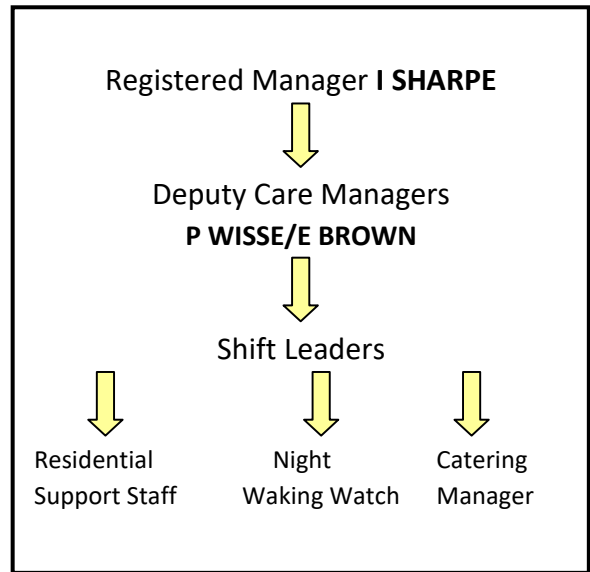 Registered Manager I SHARPE
Deputy Care Managers
P WISSE/E BROWN
Shift Leaders
Residential
Support Staff
Night
Waking Watch
Catering
Manager